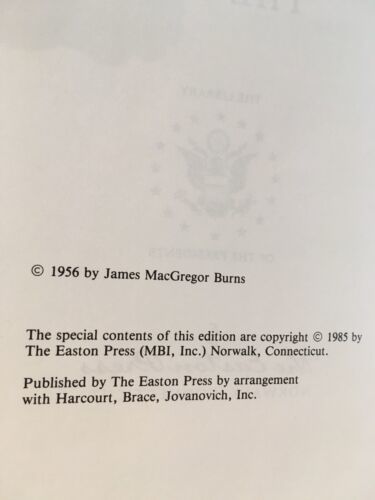 © 1956 by James MacGregor Burns
The special contents of this edition are copyright © 1985 by
The Easton Press (MBI, Inc.) Norwalk, Connecticut.
Published by The Easton Press by arrangement
with Harcourt, Brace, Jovanovich, Inc.